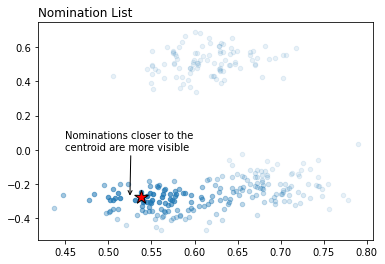 Nomination List
0.6
0.4
0.2
0.0
−0.2
−0.4
Nominations closer to the
centroid are more visible
0.45 0.50 0.55 0.60 0.65 0.70 0.75 0.80